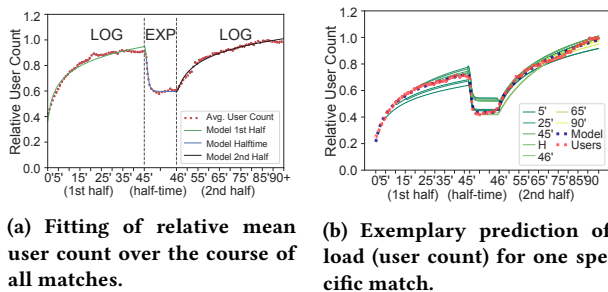 LOG EXP LOG
Relative User Count
1.2
1.0
0.8
0.6
0.4
0.2
0.0
Avg. User Count
Model 1st Half
Model Halftime
Model 2nd Half
0'5' 15' 25' 35' 45' 46' 55' 65' 75' 85'90+
(1st half) (half-time) (2nd half)
(a) Fitting of relative mean
user count over the course of
all matches.
Relative User Count
1.0
0.8
0.6
0.4
0.2
0.0
5' 65'
25' 90'
45' Model
H Users
46'
0'5' 15'25'35'45' 46'55'65'75'85'90
(1st half) (half-time) (2nd half)
(b) Exemplary prediction of
load (user count) for one spe-
cific match.